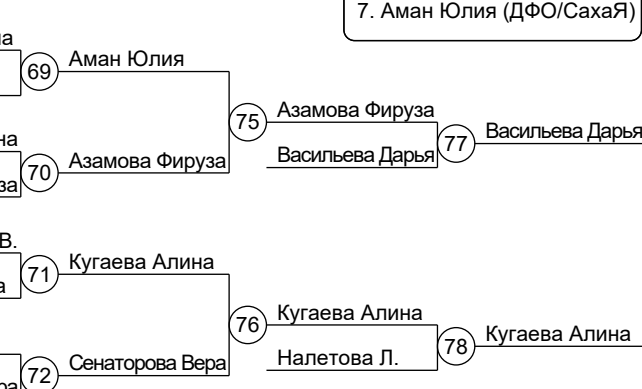 7. Аман Юлия (ДФО/СахаЯ)
69
Аман Юлия
75
Азамова Фируза
77
Васильева Дарья
70
Азамова Фируза
Васильева Дарья
В.
71
Кугаева Алина
76
Кугаева Алина
78
Кугаева Алина
72
Сенаторова Вера
Налетова Л.